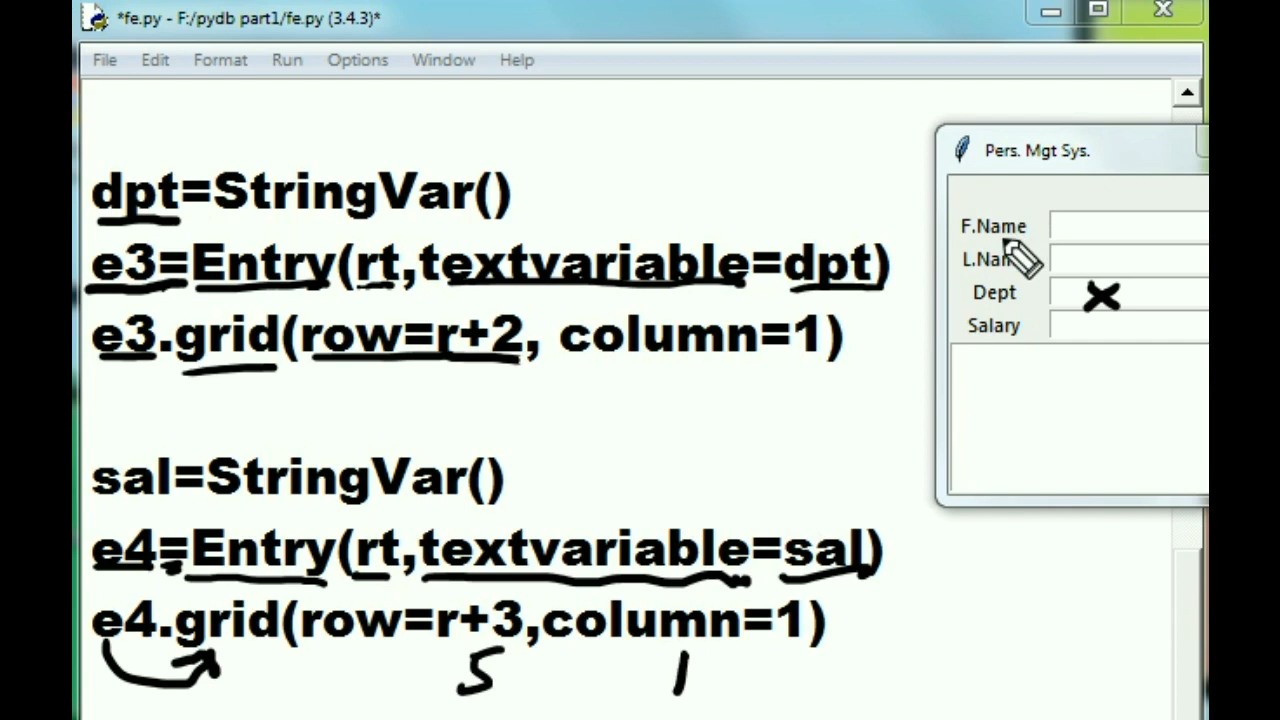 *fe.py - F:/pydb part1/fe.py (3.4.3)*
File Edit Format Run Options Window Help
dpt=StringVar()
e3=Entry(rt,textvariable=dpt)
e3.grid(row=r+2, column=1)
sal=StringVar()
e4=Entry(rt,textvariable=sal)
e4.grid(row=r+3,column=1)
5 1
Pers. Mgt Sys.
F.Name
Dept
Salary